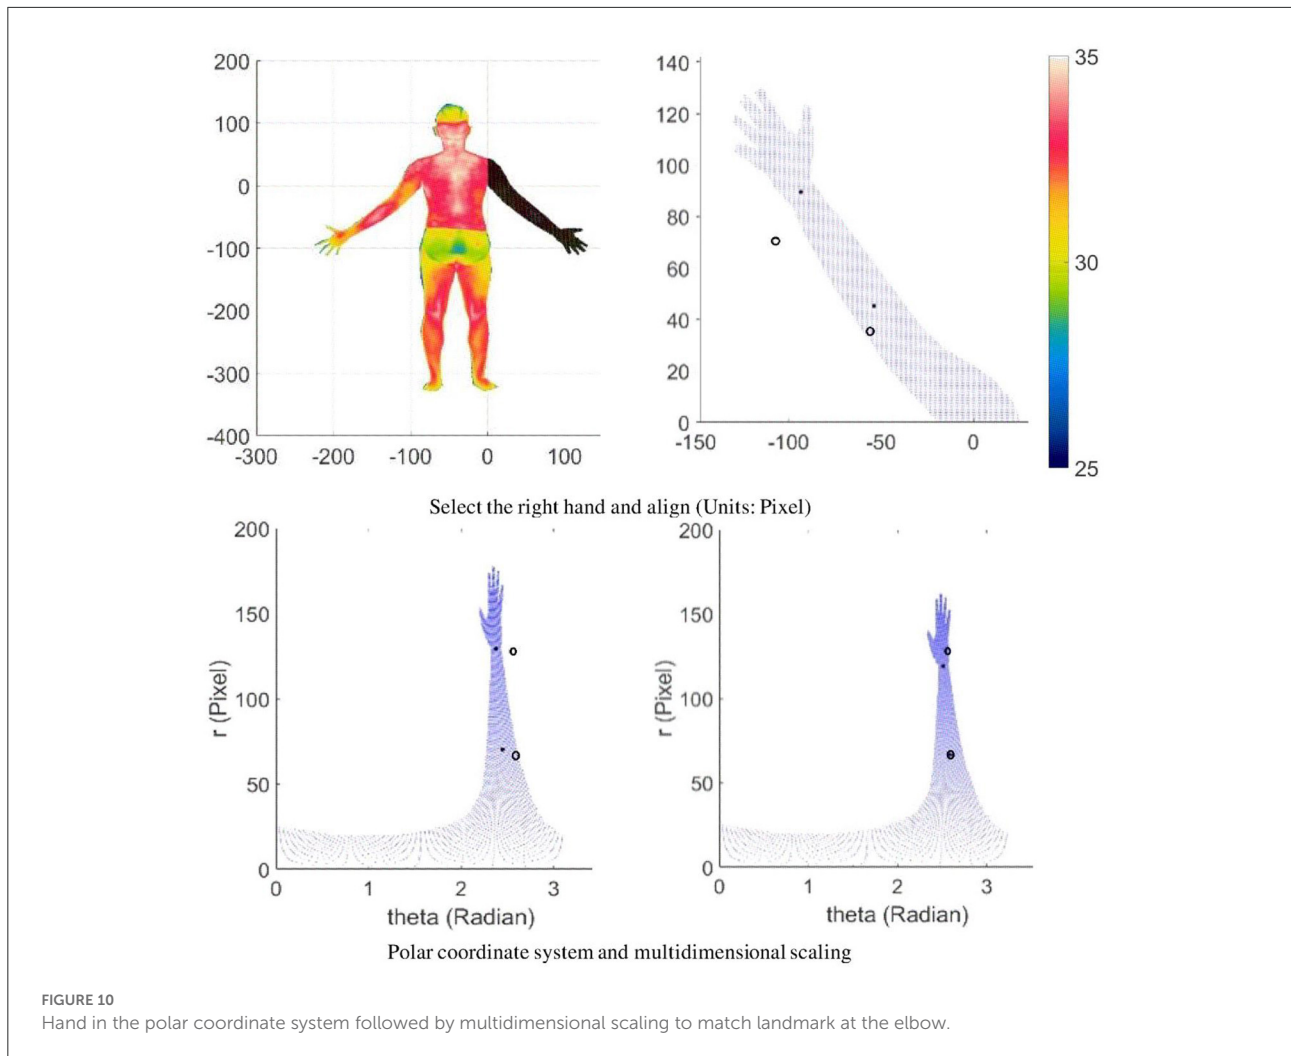 200
100
0
-100
-200
-300
-400
-300 -200 -100 0 100
140
120
100
80
60
40
20
0
-150 -100 -50 0
35
30
25
Select the right hand and align (Units: Pixel)
200
150
100
50
0
r (Pixel)
0 1 2 3
theta (Radian)
200
150
100
50
0
r (Pixel)
0 1 2 3
theta (Radian)
Polar coordinate system and multidimensional scaling
FIGURE 10
Hand in the polar coordinate system followed by multidimensional scaling to match landmark at the elbow.